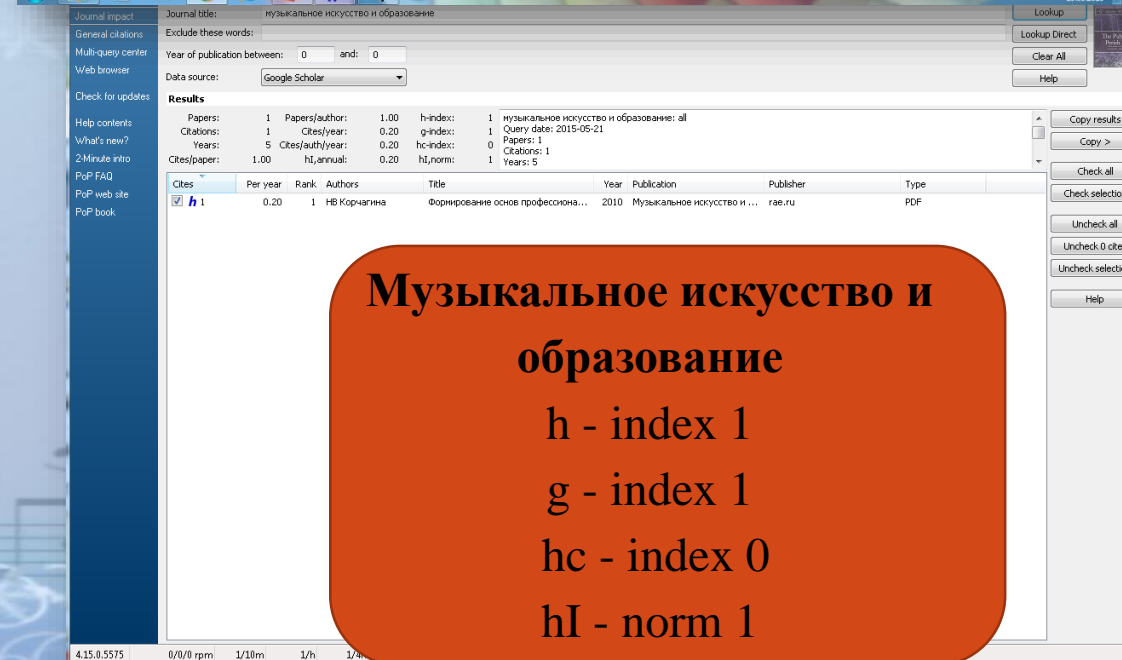 Journal impact
General citations
Multi-query center
Web browser
Check for updates
Help contents
What's new?
2-Minute intro
PoP FAQ
PoP web site
PoP book
Journal title: музыкальное искусство и образование
Exclude these words:
Year of publication between: 0 and: 0
Data source: Google Scholar
Lookup
Lookup Direct
Clear All
Help
Results
Papers: 1 Papers/author: 1.00 h-index: 1
Citations: 1 Cites/year: 0.20 g-index: 1
Years: 5 Cites/auth/year: 0.20 hc-index: 0
Cites/paper: 1.00 hI,annual: 0.20 hI,norm: 1
музыкальное искусство и образование: all
Query date: 2015-05-21
Papers: 1
Citations: 1
Years: 5
Copy results
Copy >
Check all
Check selectio
Uncheck all
Uncheck 0 cite
Uncheck selecti
Help
Cites Per year Rank Authors Title Year Publication Publisher Type
h 1 0.20 1 НВ Корчагина Формирование основ профессиона... 2010 Музыкальное искусство и ... rae.ru PDF
Музыкальное искусство и
образование
h - index 1
g - index 1
hc - index 0
hI - norm 1
4.15.0.5575 0/0/0 rpm 1/10m 1/h